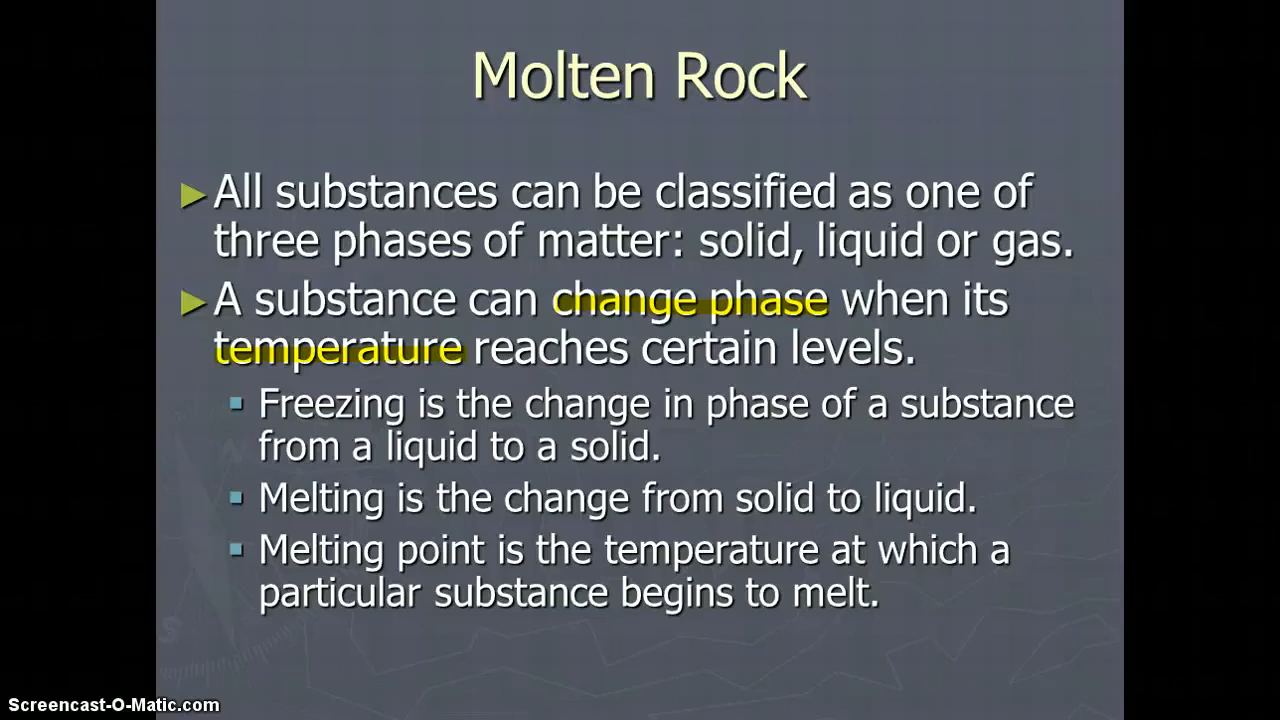 Molten Rock
►All substances can be classified as one of
three phases of matter: solid, liquid or gas.
►A substance can change phase when its
temperature reaches certain levels.
▪ Freezing is the change in phase of a substance
from a liquid to a solid.
▪ Melting is the change from solid to liquid.
▪ Melting point is the temperature at which a
particular substance begins to melt.
Screencast-O-Matic.com